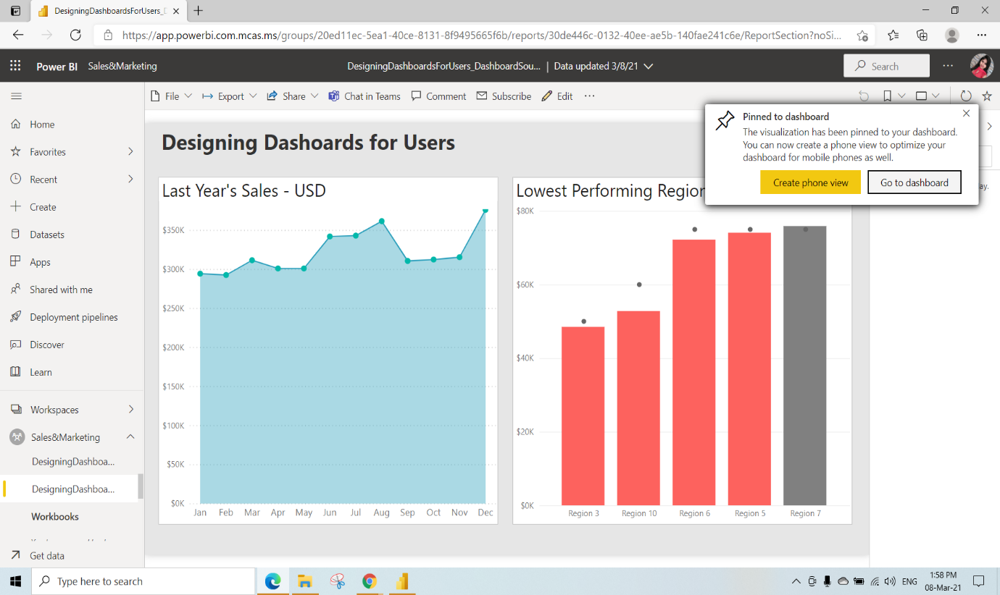 DesigningDashboardsForUsers_D
https://app.powerbi.com.mcas.ms/groups/20ed11ec-5ea1-40ce-8131-8f9495665f6b/reports/30de446c-0132-40ee-ae5b-140fae241c6e/ReportSection?noSi...
Power BI Sales&Marketing DesigningDashboardsForUsers_DashboardSou... | Data updated 3/8/21 Search
File Export Share Chat in Teams Comment Subscribe Edit
Home
Favorites
Recent
Create
Datasets
Apps
Shared with me
Deployment pipelines
Discover
Learn
Workspaces
Sales&Marketing
DesigningDashboa...
DesigningDashboa...
Workbooks
Get data
Designing Dashoards for Users
Pinned to dashboard
The visualization has been pinned to your dashboard.
You can now create a phone view to optimize your
dashboard for mobile phones as well.
Create phone view Go to dashboard
ay.
Last Year's Sales - USD
$350K
$300K
$250K
$200K
$150K
$100K
$50K
$0K
Jan Feb Mar Apr May Jun Jul Aug Sep Oct Nov Dec
Lowest Performing Region
$80K
$60K
$40K
$20K
$0K
Region 3 Region 10 Region 6 Region 5 Region 7
Type here to search
ENG
1:58 PM
08-Mar-21